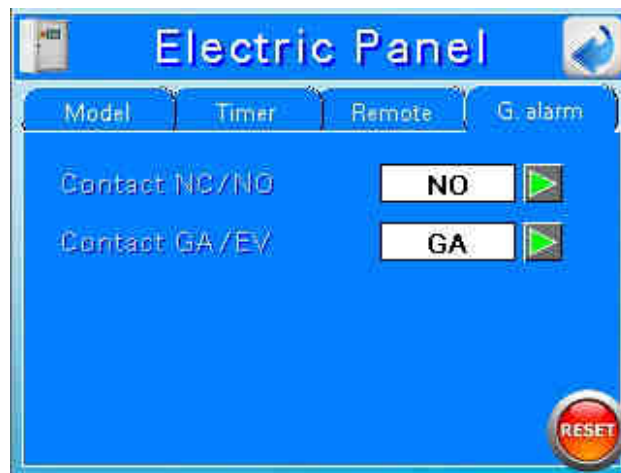 Electric Panel
Model Timer Remote G. alarm
Contact NC/NO NO
Contact GA/EV GA
RESET